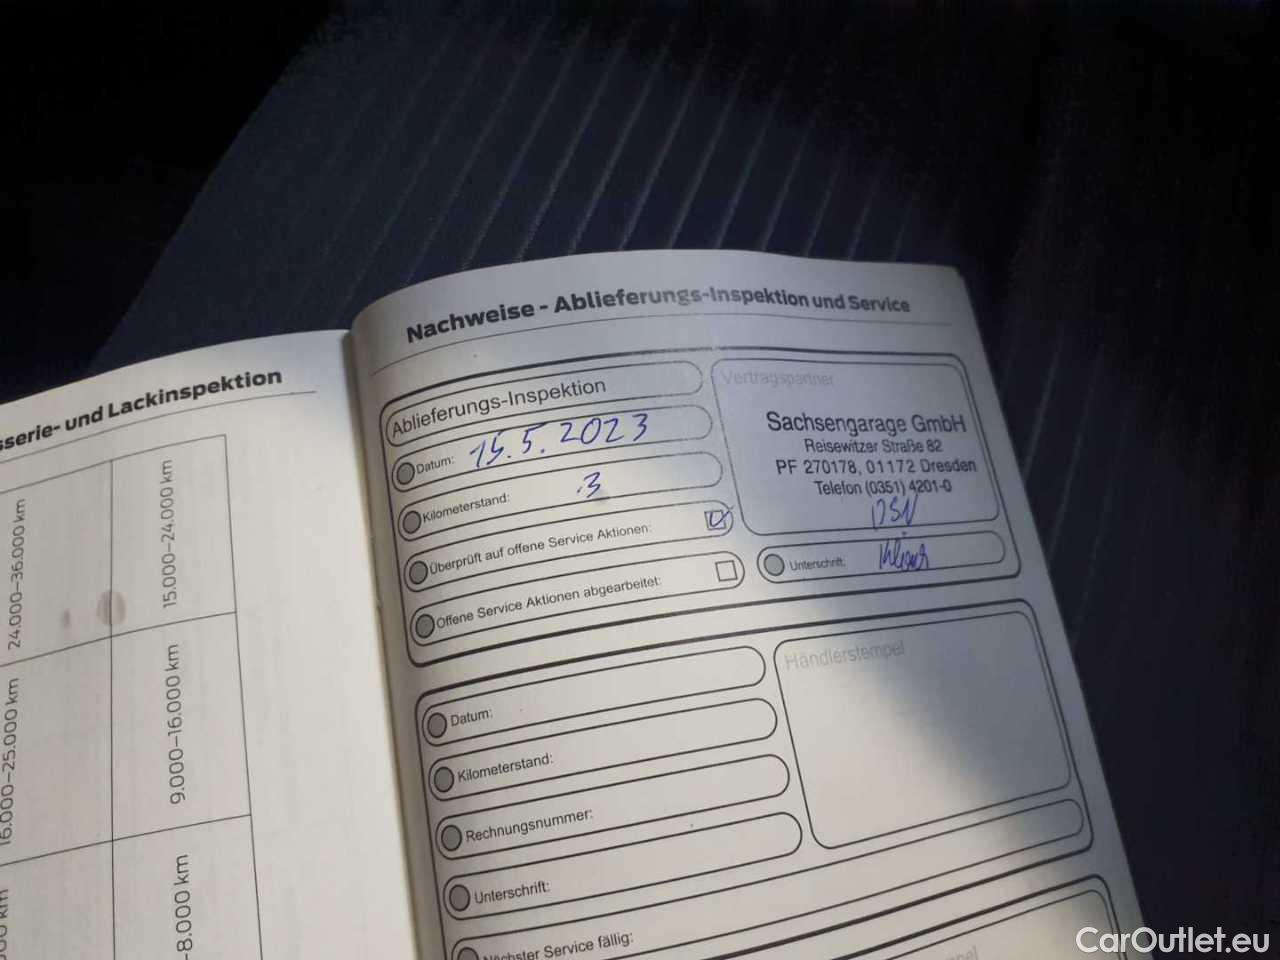 sserie- und Lackinspektion
24.000–36.000 km
15.000–24.000 km
16.000–25.000 km
9.000–16.000 km
-8.000 km
Nachweise - Ablieferungs-Inspektion und Service
Ablieferungs-Inspektion
Datum: 15.5.2023
Kilometerstand: 3
Überprüft auf offene Service Aktionen:
Offene Service Aktionen abgearbeitet:
Vertragspartner
Sachsengarage GmbH
Reisewitzer Straße 82
PF 270178, 01172 Dresden
Telefon (0351) 4201-0
Unterschrift:
Datum:
Kilometerstand:
Rechnungsnummer:
Unterschrift:
Nächster Service fällig:
Händlerstempel
CarOutlet.eu